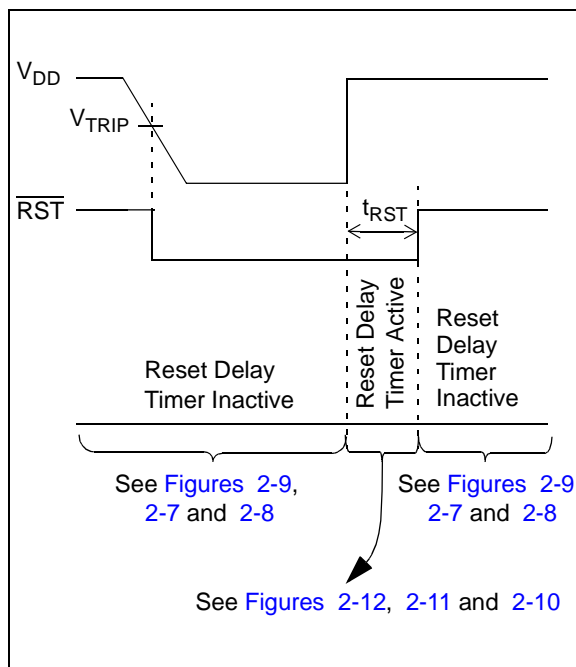 VDD
VTRIP
RST
tRST
Reset Delay
Timer Inactive
Reset Delay
Timer Active
Reset
Delay
Timer
Inactive
See Figures 2-9,
2-7 and 2-8
See Figures 2-9
2-7 and 2-8
See Figures 2-12, 2-11 and 2-10